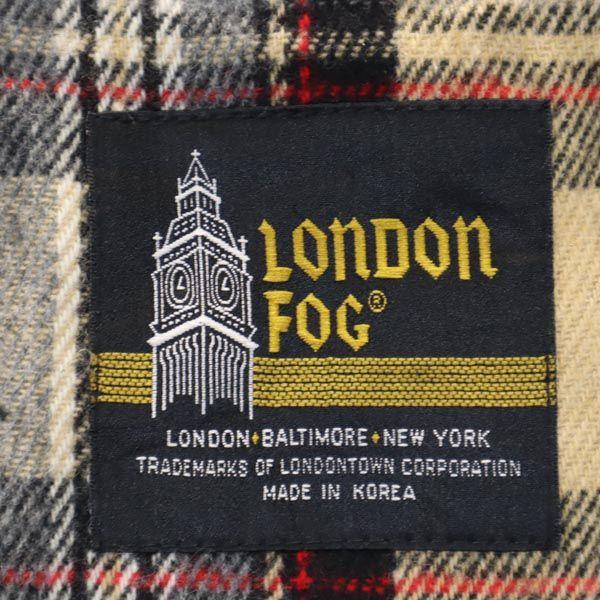 LONDON
FOG®
LONDON♦BALTIMORE♦NEW YORK
TRADEMARKS OF LONDONTOWN CORPORATION
MADE IN KOREA